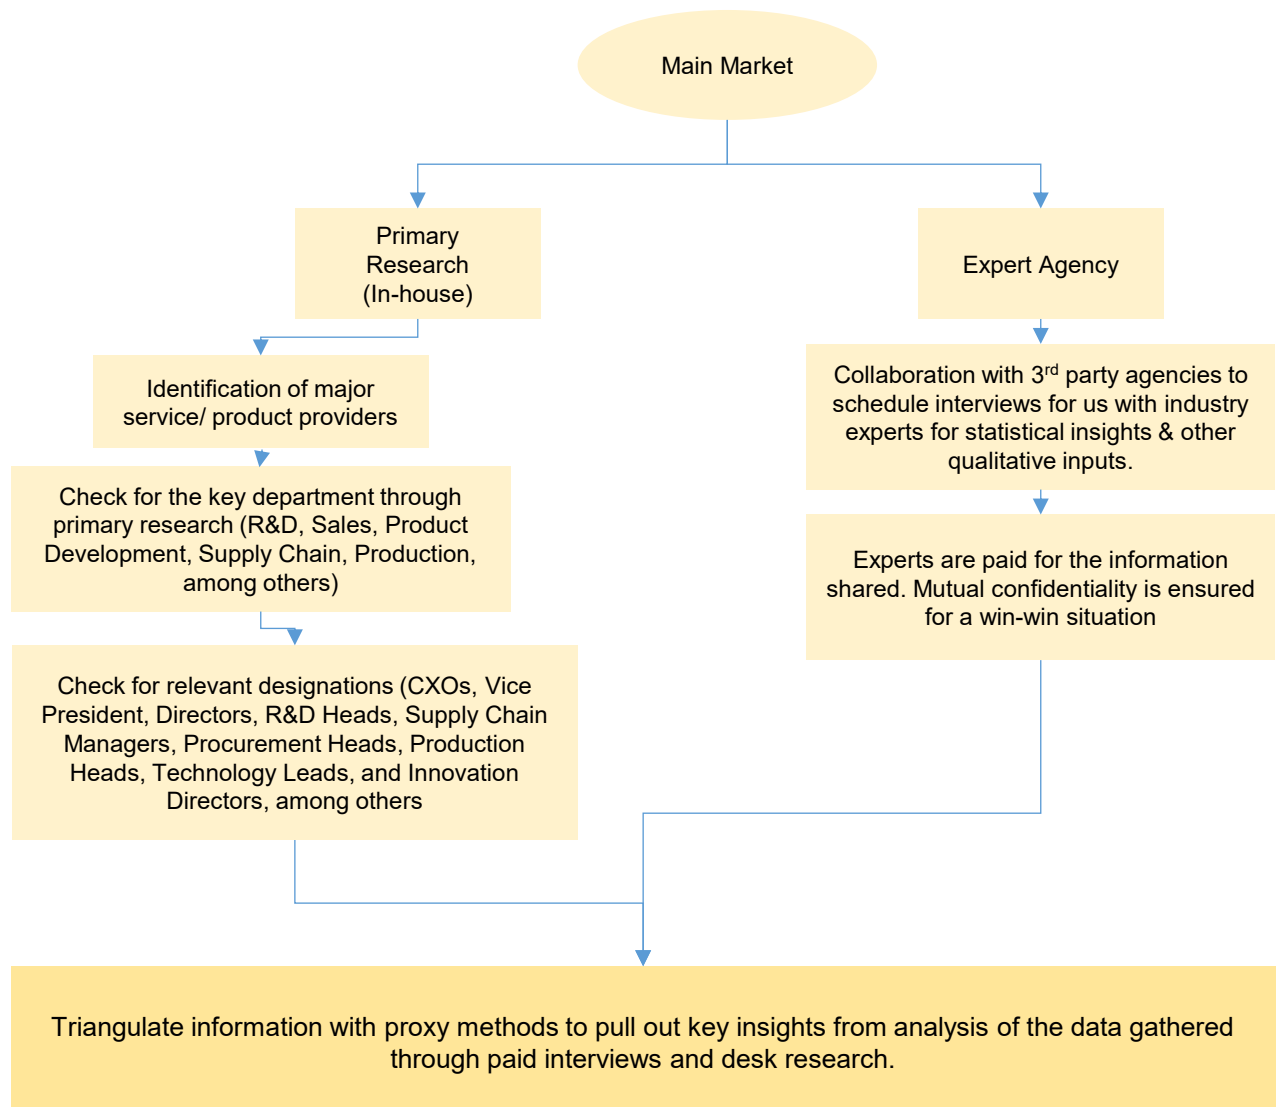 Main Market
Primary
Research
(In-house)
Expert Agency
Identification of major
service/ product providers
Collaboration with 3rd party agencies to
schedule interviews for us with industry
experts for statistical insights & other
qualitative inputs.
Check for the key department through
primary research (R&D, Sales, Product
Development, Supply Chain, Production,
among others)
Experts are paid for the information
shared. Mutual confidentiality is ensured
for a win-win situation
Check for relevant designations (CXOs, Vice
President, Directors, R&D Heads, Supply Chain
Managers, Procurement Heads, Production
Heads, Technology Leads, and Innovation
Directors, among others
Triangulate information with proxy methods to pull out key insights from analysis of the data gathered
through paid interviews and desk research.